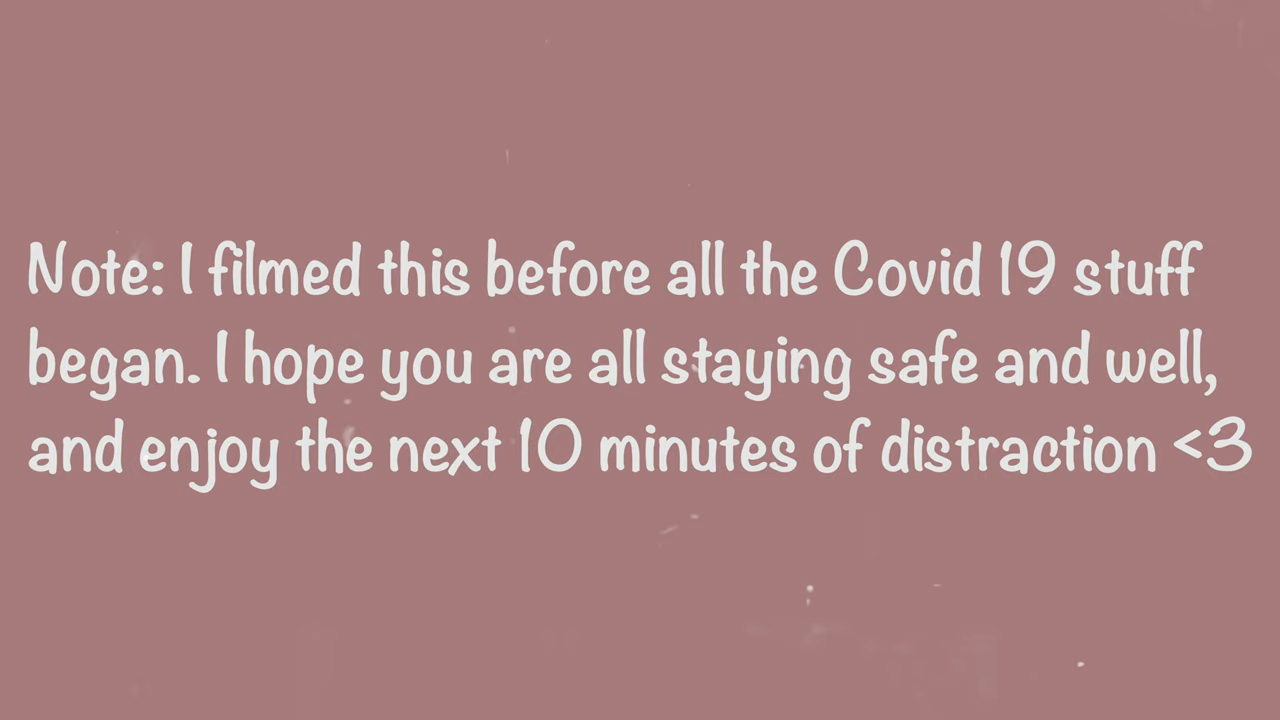 Note: I filmed this before all the Covid 19 stuff
began. I hope you are all staying safe and well,
and enjoy the next 10 minutes of distraction <3